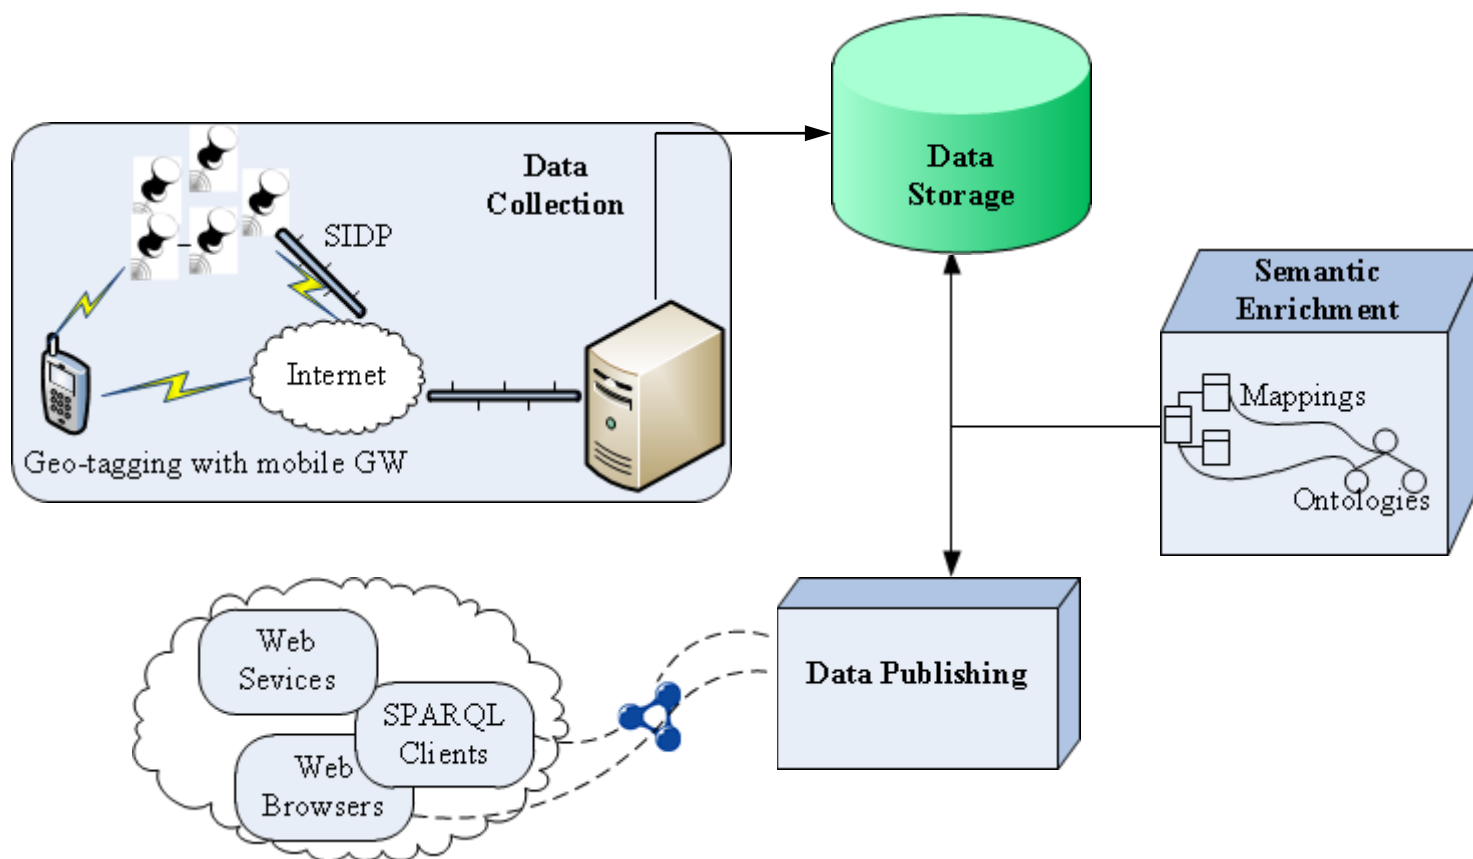 Data
Collection
SIDP
Internet
Geo-tagging with mobile GW
Data
Storage
Semantic
Enrichment
Mappings
Ontologies
Web
Sevices
SPARQL
Clients
Web
Browsers
Data Publishing